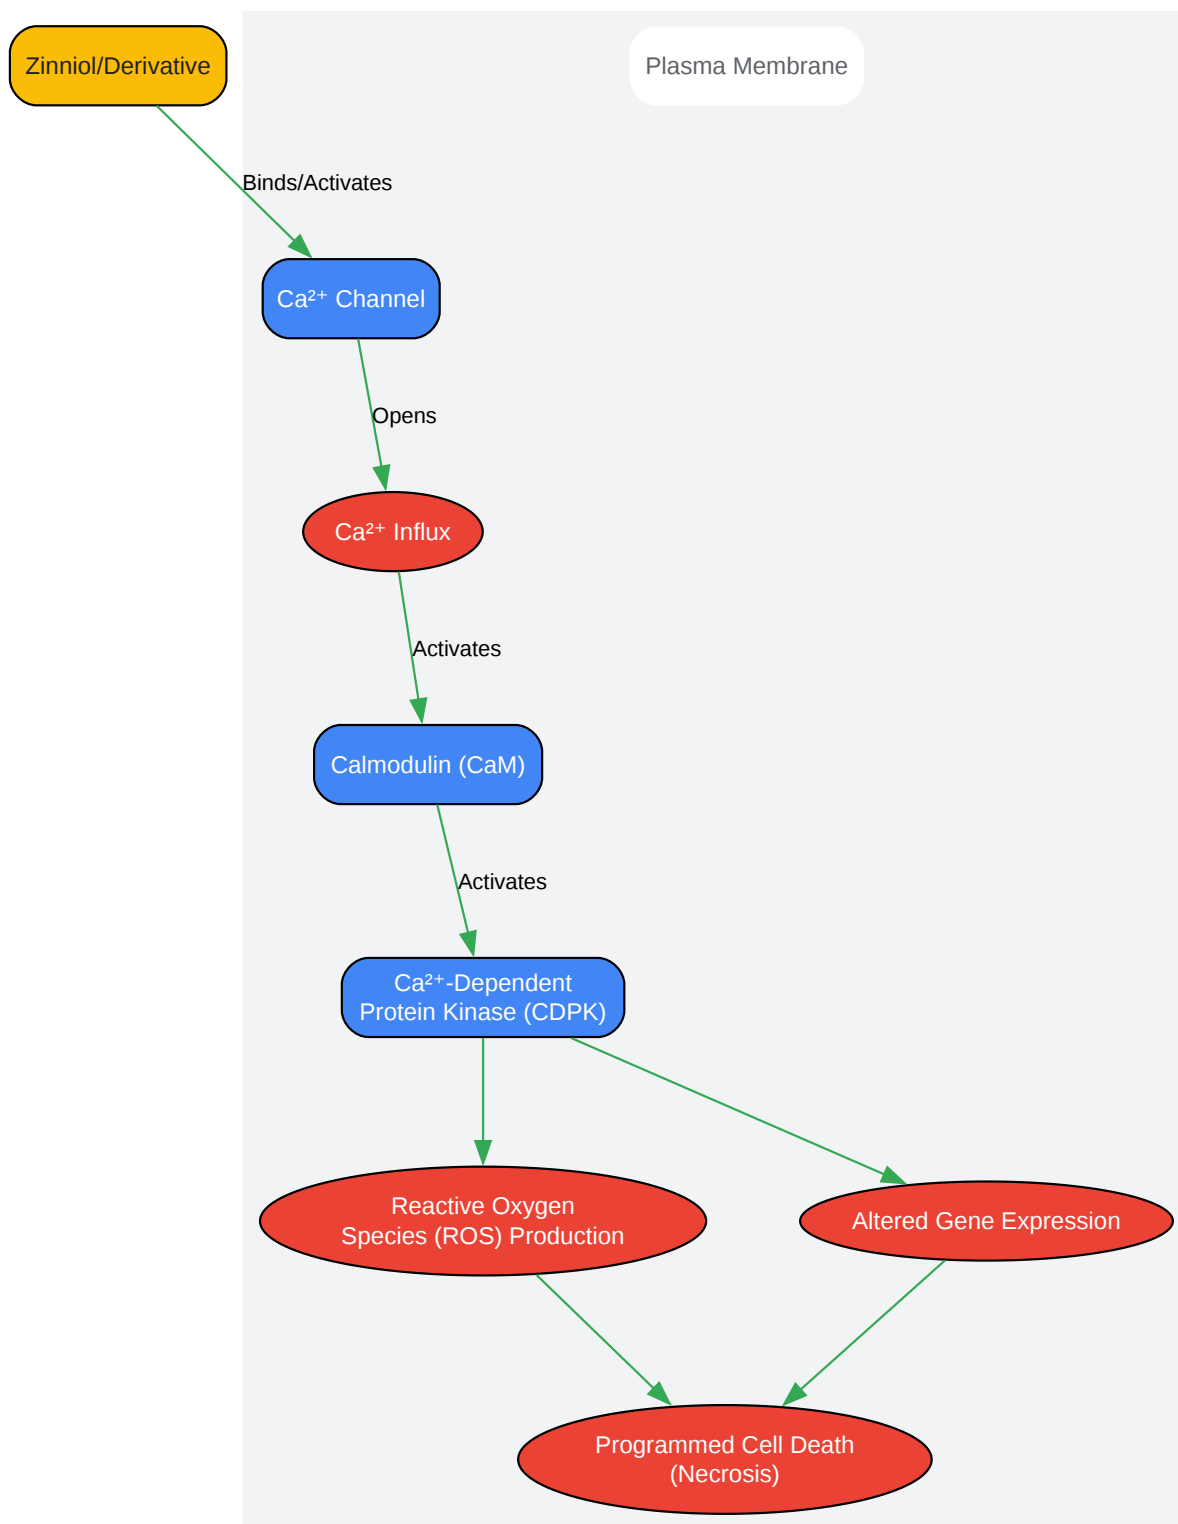 Zinniol/Derivative
Plasma Membrane
Binds/Activates
Ca²⁺ Channel
Opens
Ca²⁺ Influx
Activates
Calmodulin (CaM)
Activates
Ca²⁺-Dependent
Protein Kinase (CDPK)
Reactive Oxygen
Species (ROS) Production
Altered Gene Expression
Programmed Cell Death
(Necrosis)